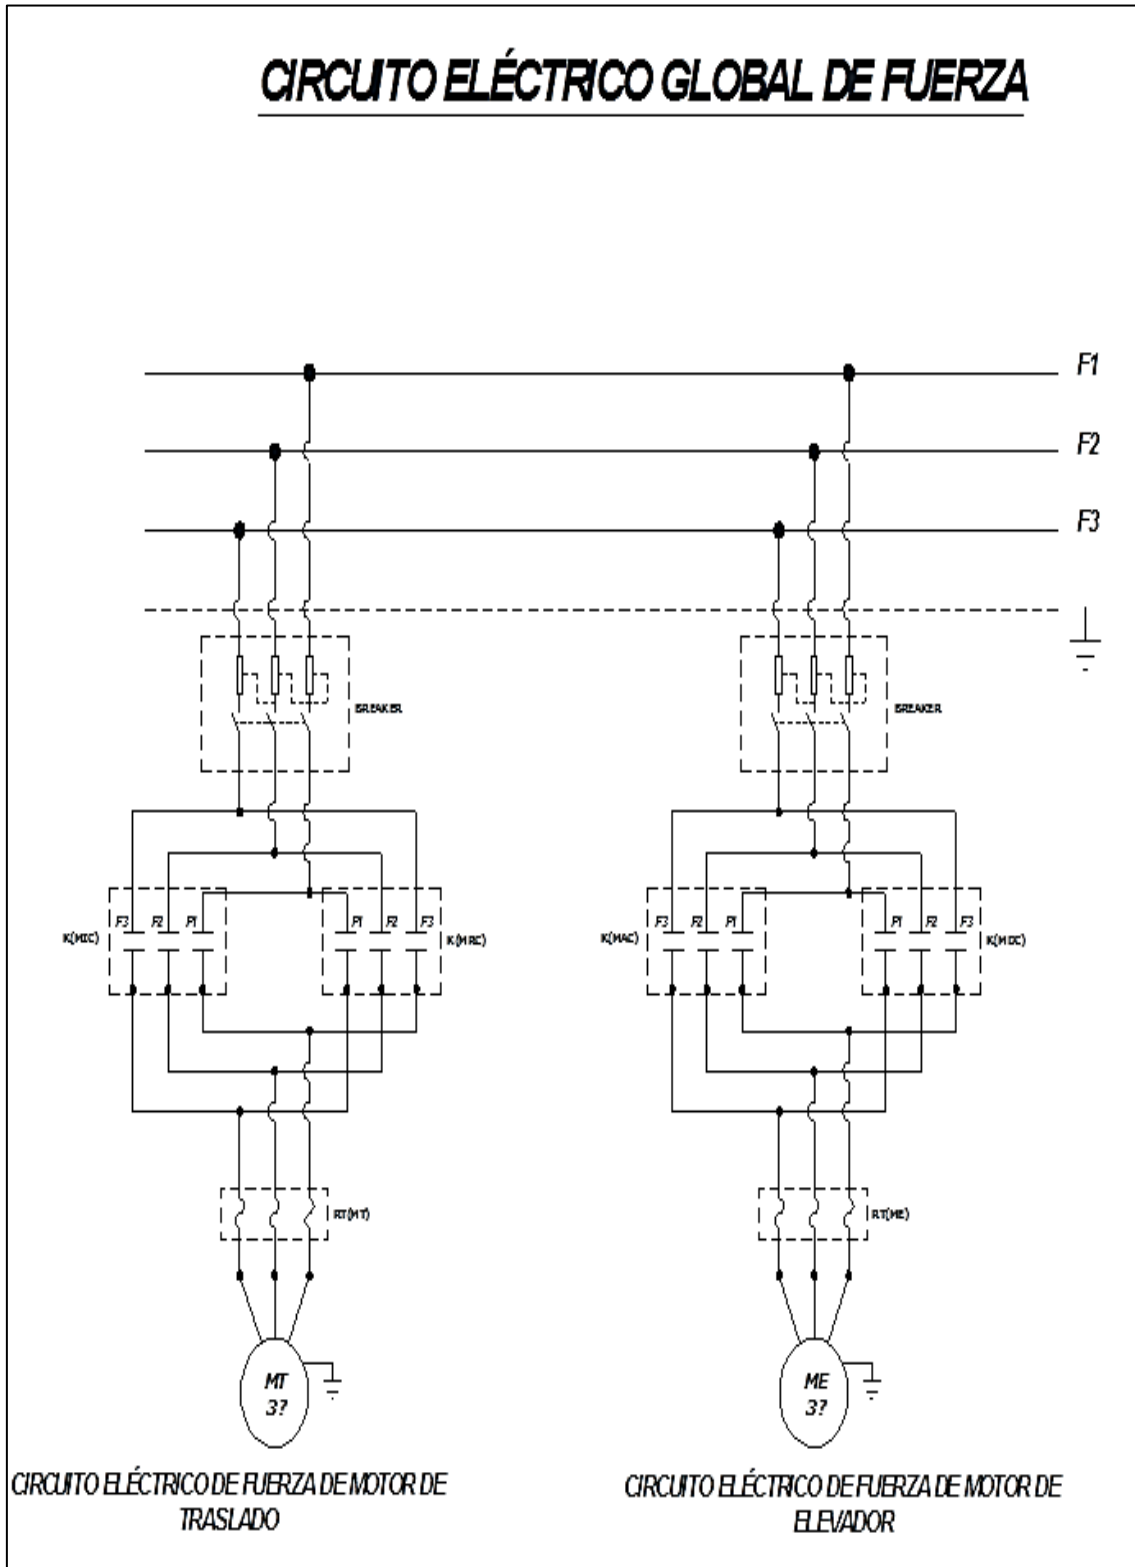 CIRCUITO ELÉCTRICO GLOBAL DE FUERZA
F1
F2
F3
BREAKER
BREAKER
F3 F2 F1
F1 F2 F3
K(MIC)
K(MRC)
F3 F2 F1
F1 F2 F3
K(MAC)
K(MDC)
RT(MT)
RT(ME)
MT
3?
ME
3?
CIRCUITO ELÉCTRICO DE FUERZA DE MOTOR DE
TRASLADO
CIRCUITO ELÉCTRICO DE FUERZA DE MOTOR DE
ELEVADOR